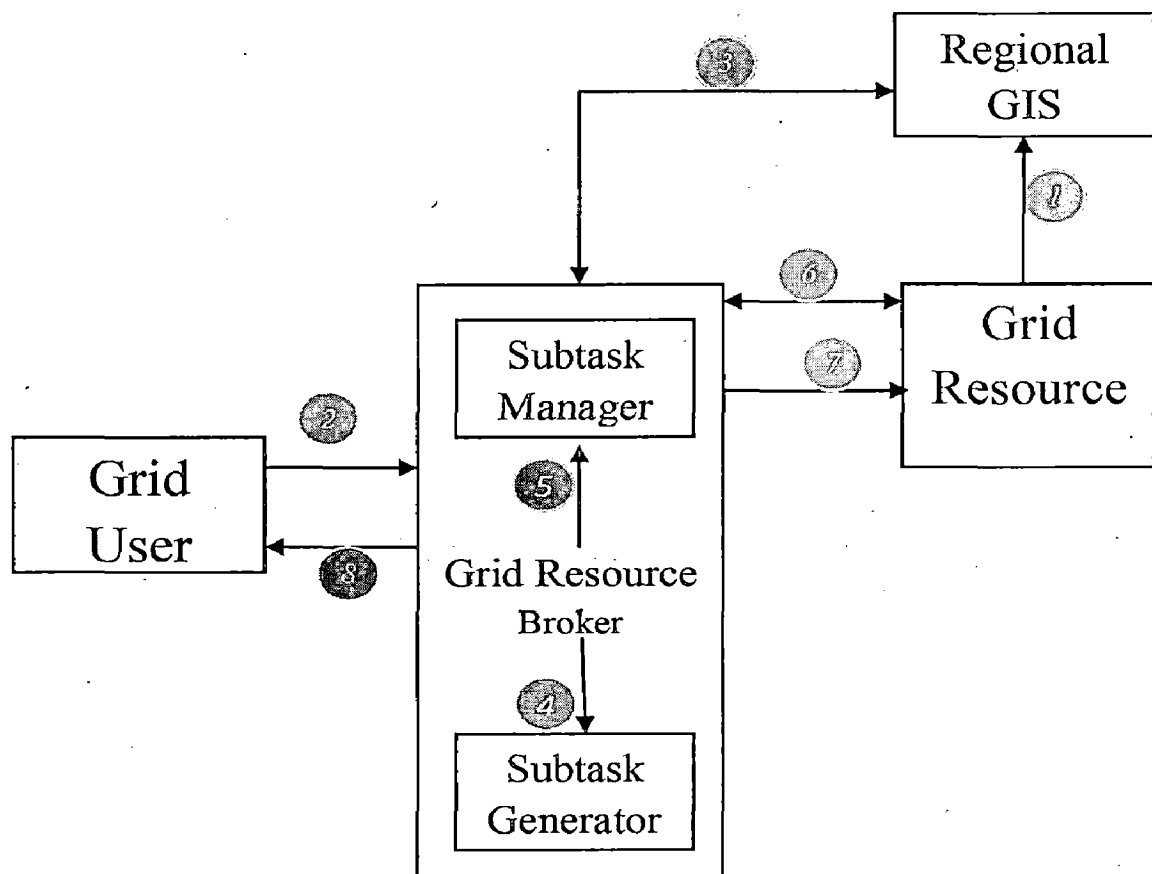 3
Regional
GIS
1
6
Grid
Resource
7
Subtask
Manager
2
Grid
User
5
8
Grid Resource
Broker
4
Subtask
Generator